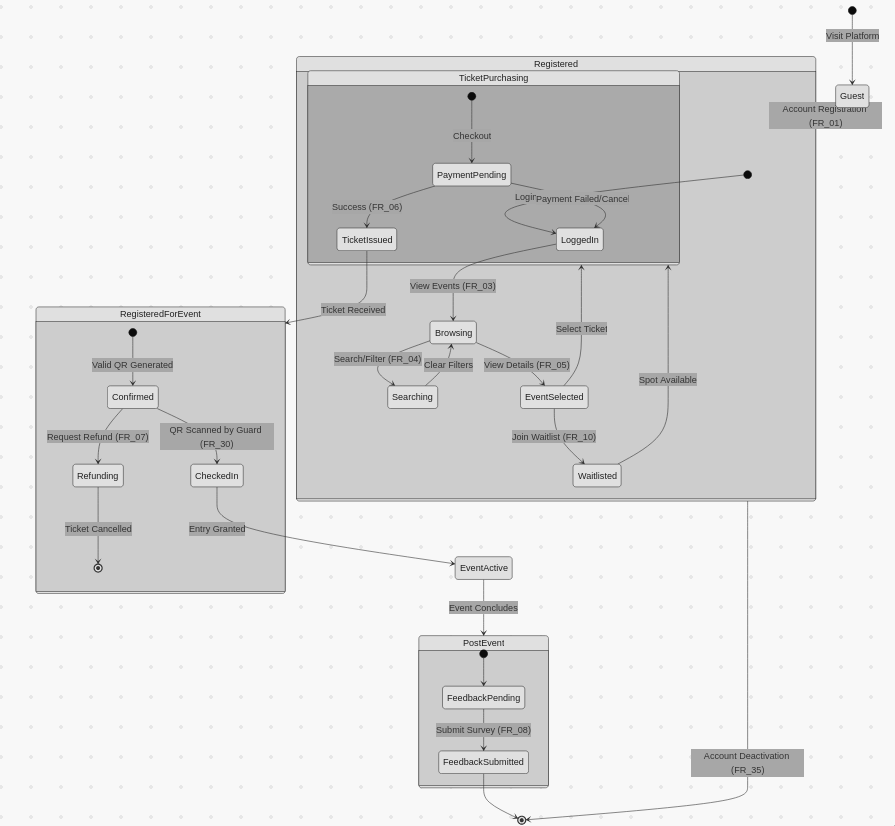 Visit Platform
Registered
TicketPurchasing
Guest
Account Registration
(FR_01)
Checkout
PaymentPending
Login
Payment Failed/Cancel
Success (FR_06)
TicketIssued
LoggedIn
View Events (FR_03)
Ticket Received
RegisteredForEvent
Browsing
Select Ticket
Valid QR Generated
Search/Filter (FR_04)
Clear Filters
View Details (FR_05)
Spot Available
Confirmed
Searching
EventSelected
Request Refund (FR_07)
QR Scanned by Guard
(FR_30)
Join Waitlist (FR_10)
Refunding
CheckedIn
Waitlisted
Ticket Cancelled
Entry Granted
EventActive
Event Concludes
PostEvent
FeedbackPending
Submit Survey (FR_08)
FeedbackSubmitted
Account Deactivation
(FR_35)